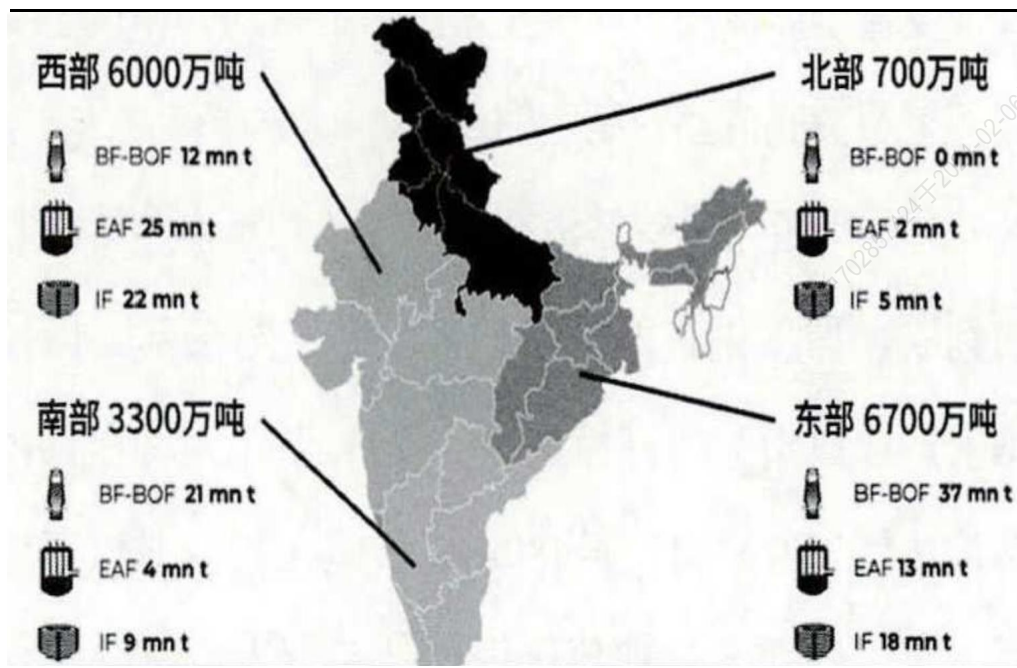 西部 6000万吨
BF-BOF 12 mn t
EAF 25 mn t
IF 22 mn t
北部 700万吨
BF-BOF 0 mn t
EAF 2 mn t
IF 5 mn t
南部 3300万吨
BF-BOF 21 mn t
EAF 4 mn t
IF 9 mn t
东部 6700万吨
BF-BOF 37 mn t
EAF 13 mn t
IF 18 mn t